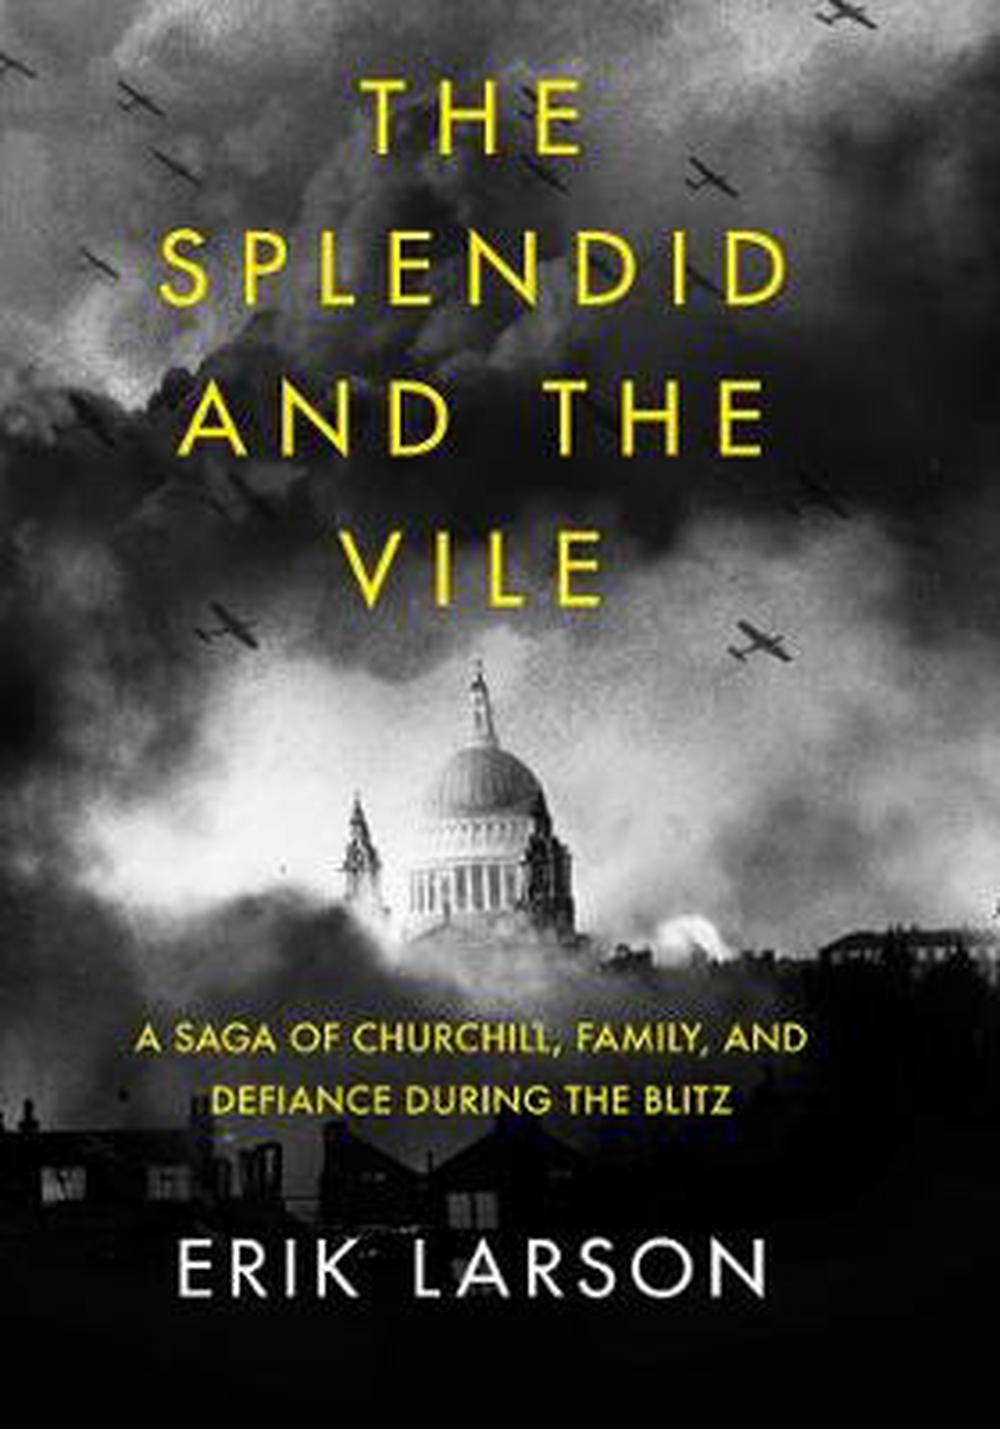 THE
SPLENDID
AND THE
VILE
A SAGA OF CHURCHILL, FAMILY, AND
DEFIANCE DURING THE BLITZ
ERIK LARSON